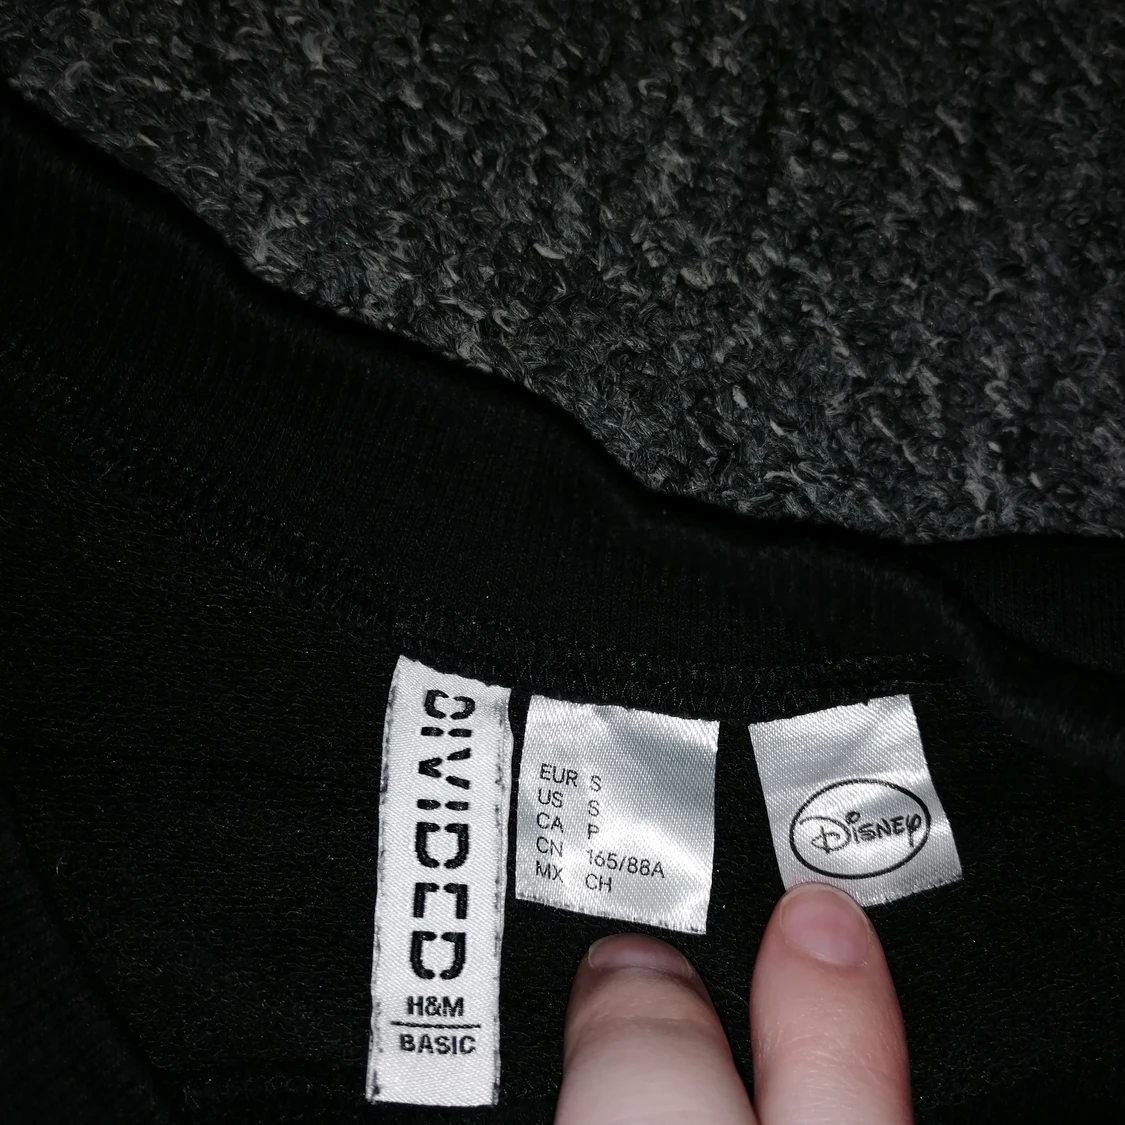 DIVIDED
H&M
BASIC
EUR S
US S
CA P
CN 165/88A
MX CH
Disney